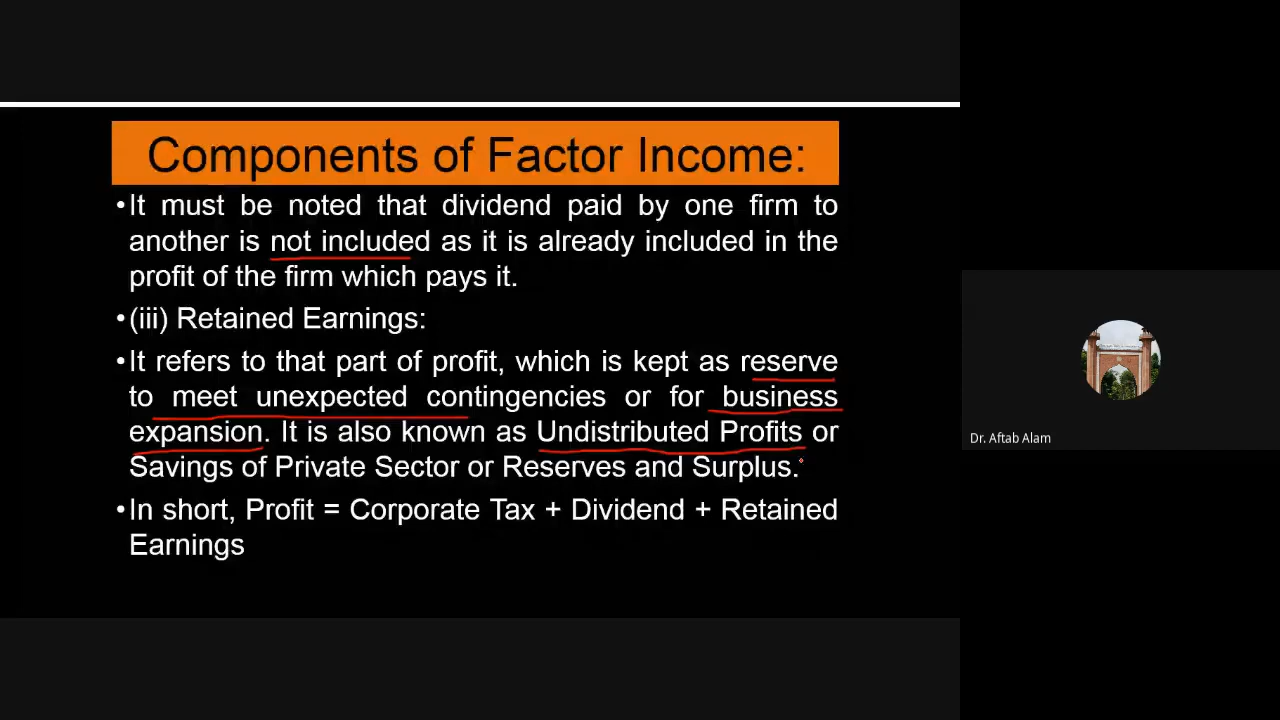 Components of Factor Income:
•It must be noted that dividend paid by one firm to
another is not included as it is already included in the
profit of the firm which pays it.
•(iii) Retained Earnings:
•It refers to that part of profit, which is kept as reserve
to meet unexpected contingencies or for business
expansion. It is also known as Undistributed Profits or
Savings of Private Sector or Reserves and Surplus.
•In short, Profit = Corporate Tax + Dividend + Retained
Earnings
Dr. Aftab Alam